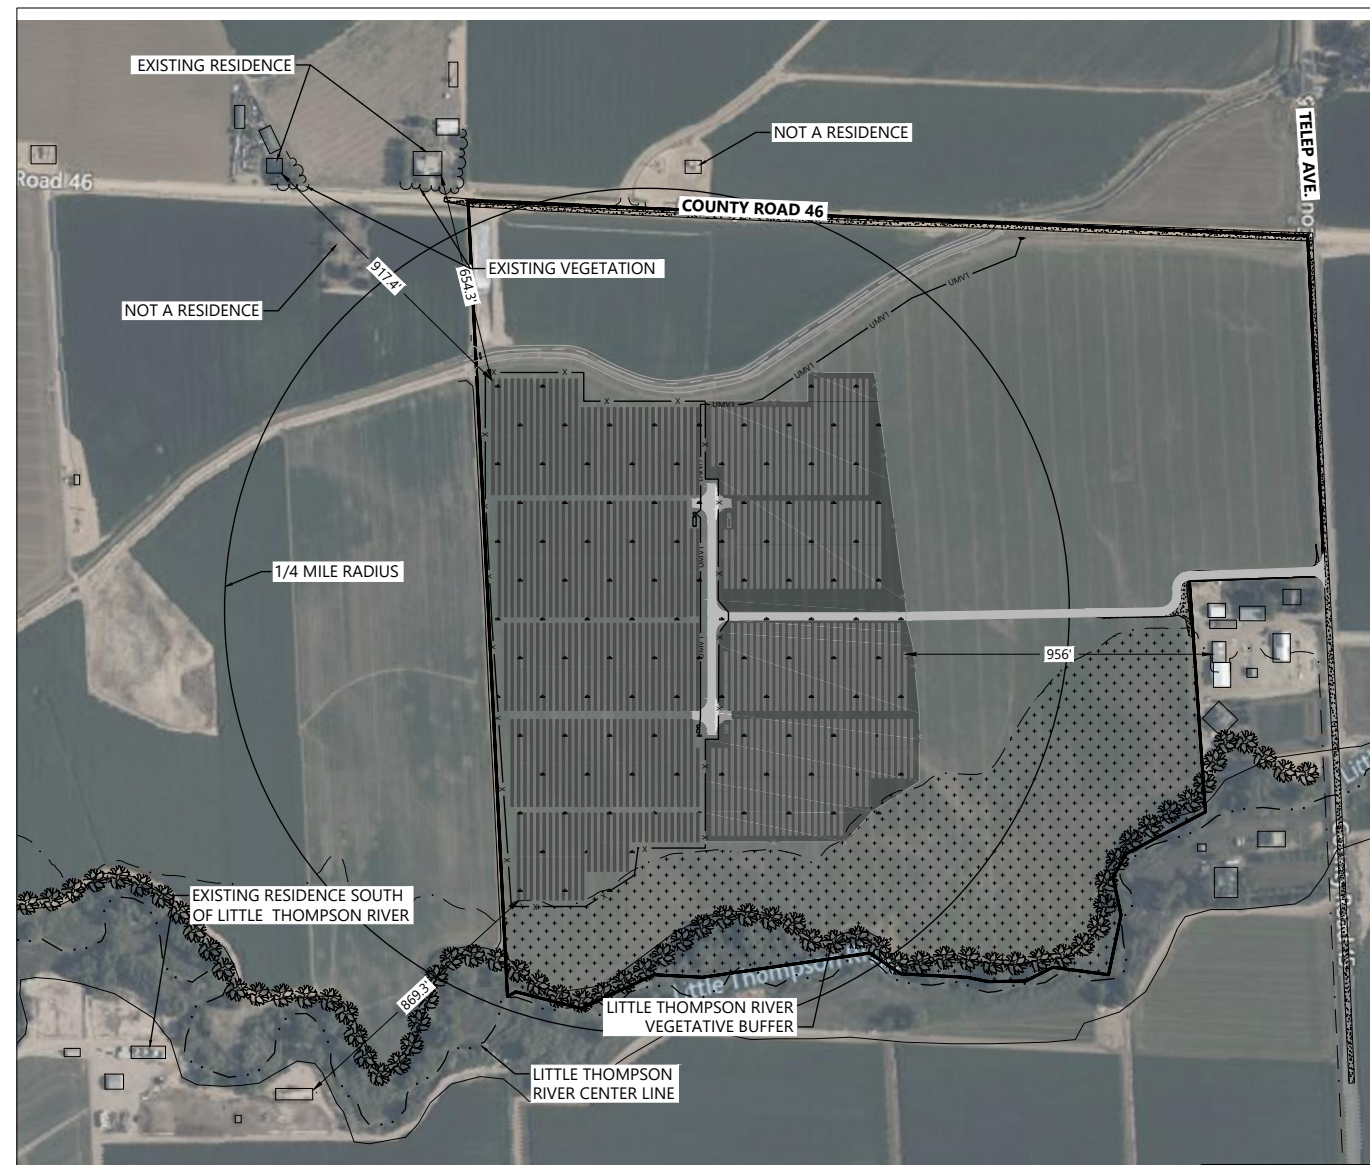 EXISTING RESIDENCE
NOT A RESIDENCE
TELEP AVE.
Road 46
COUNTY ROAD 46
EXISTING VEGETATION
917.4'
654.3'
NOT A RESIDENCE
UMV1
UMV1
UMV1
UMV1
X
X
X
X
1/4 MILE RADIUS
UMV1
UMV1
956'
EXISTING RESIDENCE SOUTH
OF LITTLE THOMPSON RIVER
869.3'
LITTLE THOMPSON RIVER
VEGETATIVE BUFFER
LITTLE THOMPSON
RIVER CENTER LINE